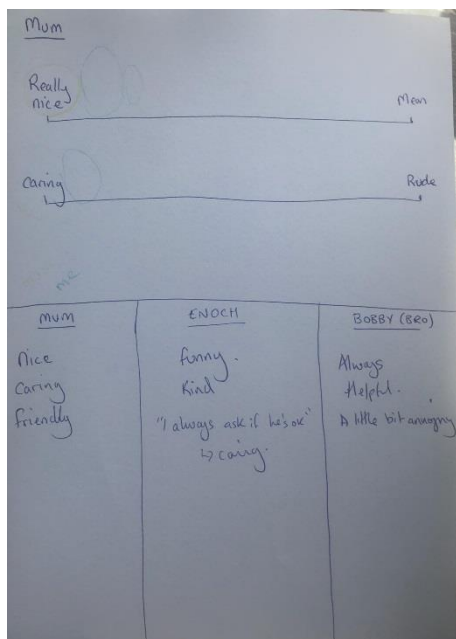 Mum
Really
nice
Mean
Caring
Rude
me
MUM
Nice
Caring
Friendly
ENOCH
funny.
Kind
"I always ask if he's ok"
↳ caring.
BOBBY (BRO)
Always
Helpful.
A little bit annoying